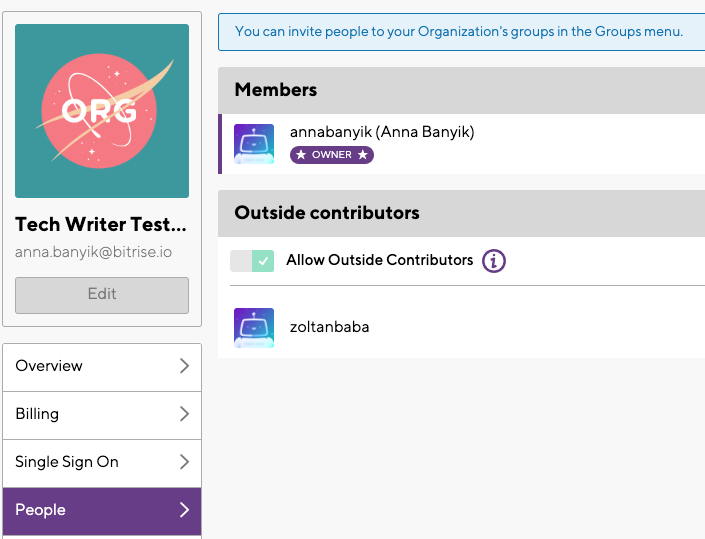 ORG
Tech Writer Test...
anna.banyik@bitrise.io
Edit
Overview
Billing
Single Sign On
People
You can invite people to your Organization's groups in the Groups menu.
Members
annabanyik (Anna Banyik)
★ OWNER ★
Outside contributors
Allow Outside Contributors
zoltanbaba